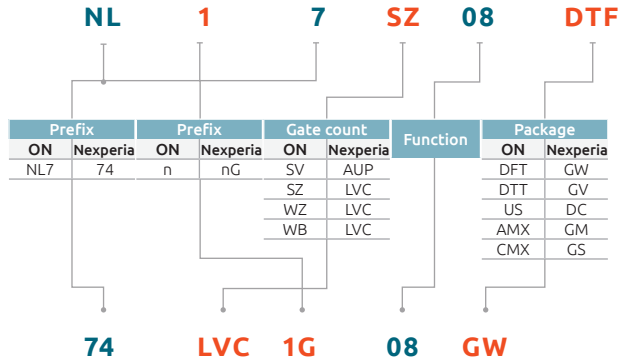 NL 1 7 SZ 08 DTF
Prefix Prefix Gate count Function Package
ON Nexperia ON Nexperia ON Nexperia ON Nexperia
NL7 74 n nG SV AUP DFT GW
SZ LVC DTT GV
WZ LVC US DC
WB LVC AMX GM
CMX GS
74 LVC 1G 08 GW